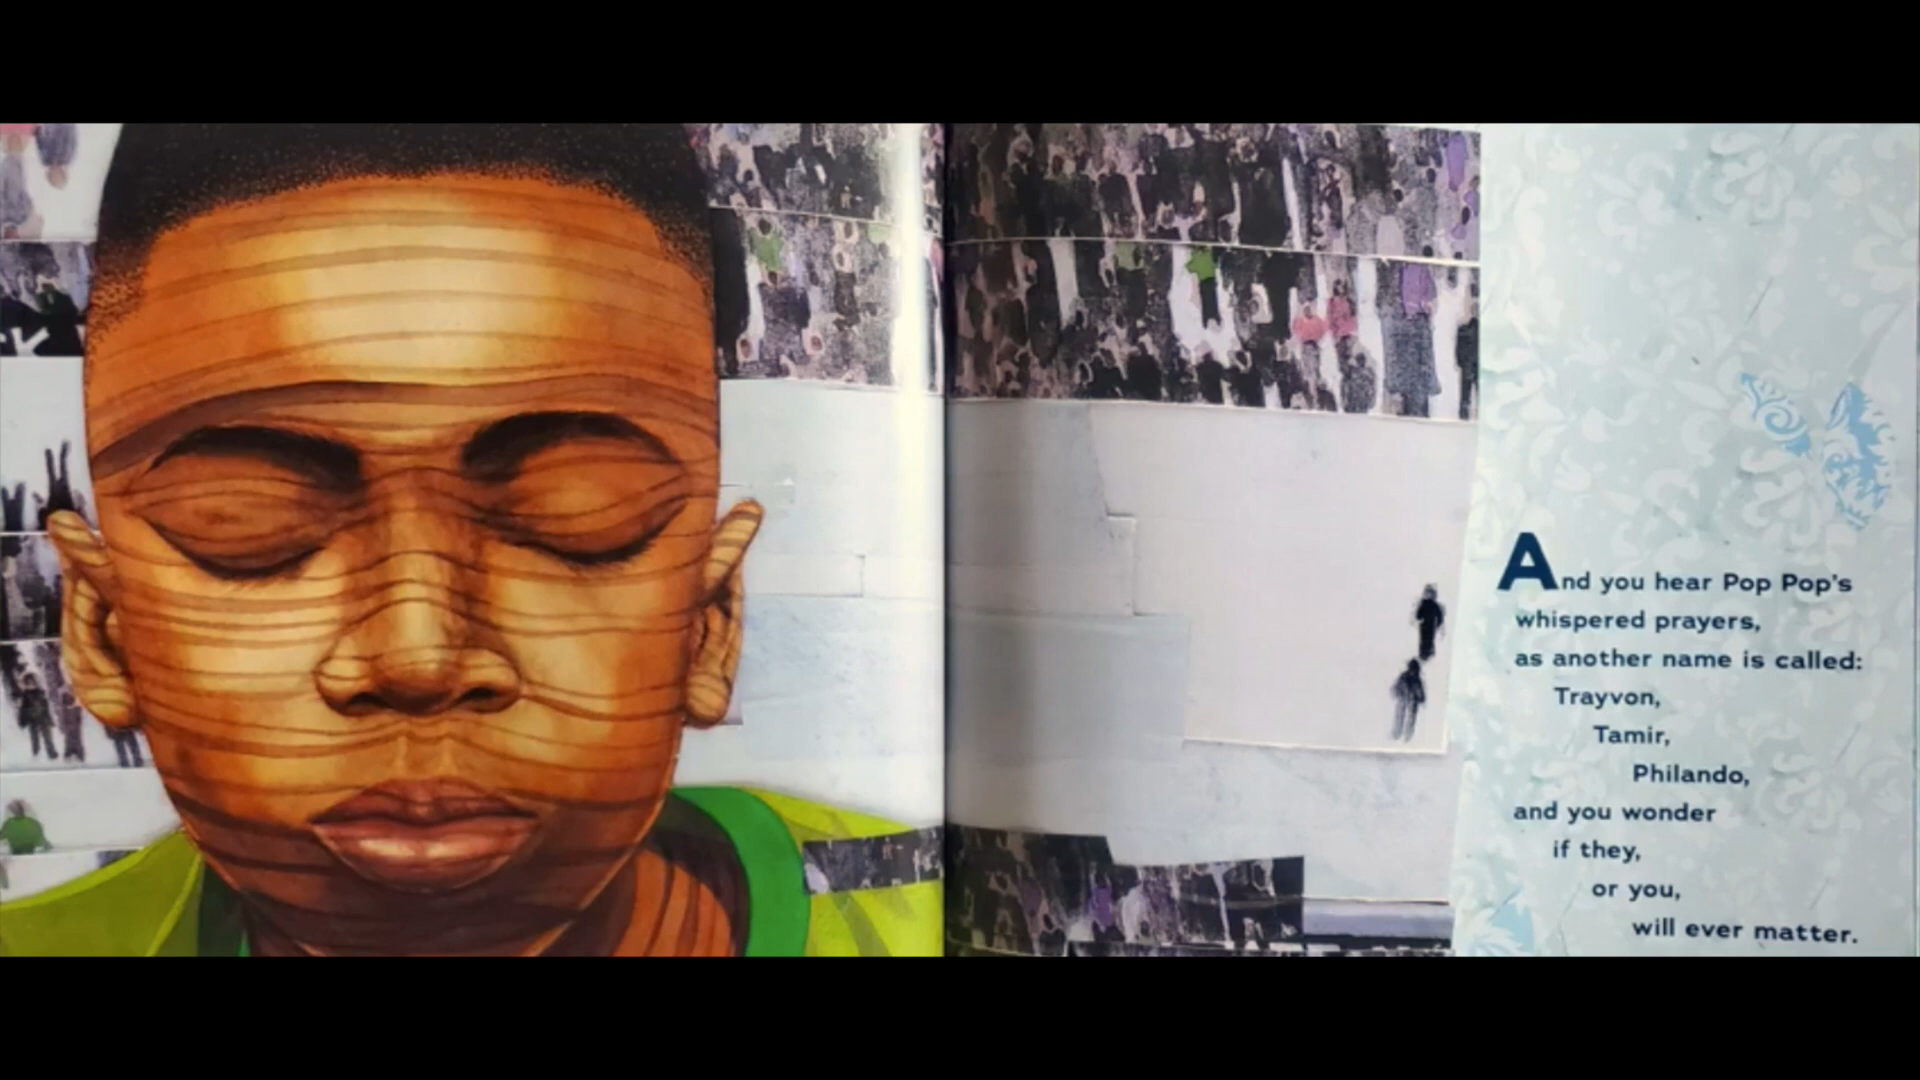 And you hear Pop Pop's
whispered prayers,
as another name is called:
Trayvon,
Tamir,
Philando,
and you wonder
if they,
or you,
will ever matter.